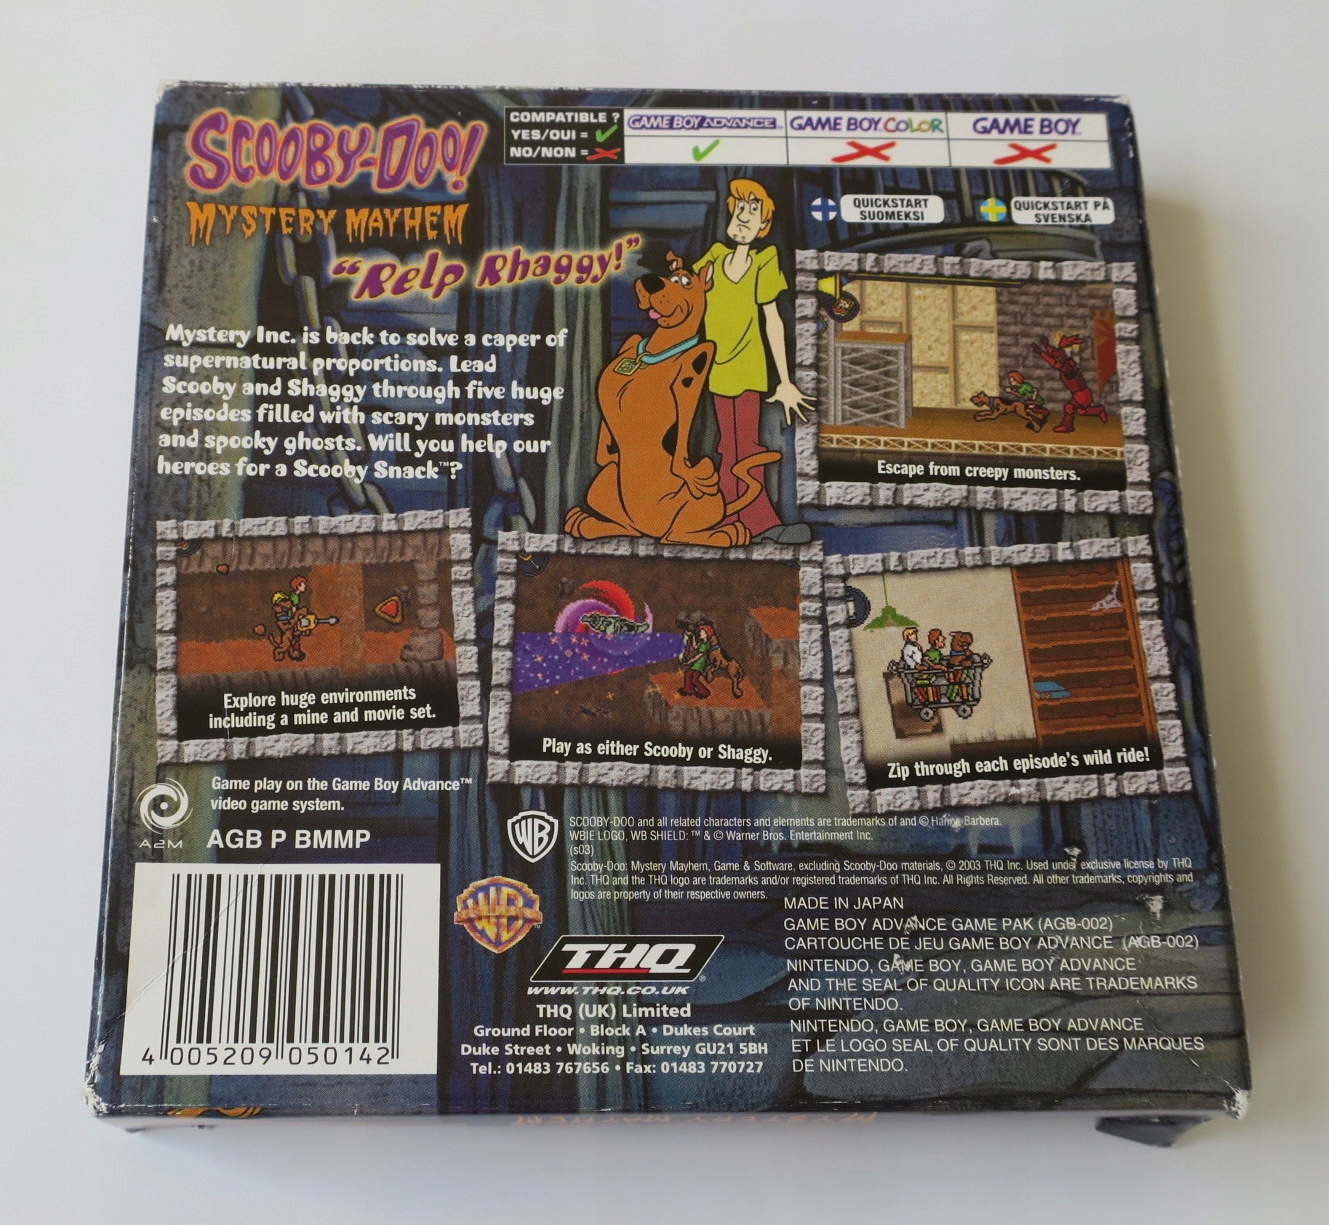 SCOOBY-DOO!
MYSTERY MAYHEM
COMPATIBLE ?
YES/OUI =
NO/NON =
GAME BOY ADVANCE
GAME BOY COLOR
GAME BOY
QUICKSTART
SUOMEKSI
QUICKSTART PÅ
SVENSKA
"Relp Rhaggy!"
Mystery Inc. is back to solve a caper of
supernatural proportions. Lead
Scooby and Shaggy through five huge
episodes filled with scary monsters
and spooky ghosts. Will you help our
heroes for a Scooby Snack™?
Escape from creepy monsters.
Explore huge environments
including a mine and movie set.
Play as either Scooby or Shaggy.
Zip through each episode's wild ride!
Game play on the Game Boy Advance™
video game system.
A2M
AGB P BMMP
4 005209 050142
WB
SCOOBY-DOO and all related characters and elements are trademarks of and © Hanna-Barbera.
WBIE LOGO, WB SHIELD: ™ & © Warner Bros. Entertainment Inc.
(s03)
Scooby-Doo: Mystery Mayhem, Game & Software, excluding Scooby-Doo materials, © 2003 THQ Inc. Used under exclusive license by THQ
Inc. THQ and the THQ logo are trademarks and/or registered trademarks of THQ Inc. All Rights Reserved. All other trademarks, copyrights and
logos are property of their respective owners.
WB
THQ
WWW.THQ.CO.UK
THQ (UK) Limited
Ground Floor • Block A • Dukes Court
Duke Street • Woking • Surrey GU21 5BH
Tel.: 01483 767656 • Fax: 01483 770727
MADE IN JAPAN
GAME BOY ADVANCE GAME PAK (AGB-002)
CARTOUCHE DE JEU GAME BOY ADVANCE (AGB-002)
NINTENDO, GAME BOY, GAME BOY ADVANCE
AND THE SEAL OF QUALITY ICON ARE TRADEMARKS
OF NINTENDO.
NINTENDO, GAME BOY, GAME BOY ADVANCE
ET LE LOGO SEAL OF QUALITY SONT DES MARQUES
DE NINTENDO.
MYSTERY MAYHEM